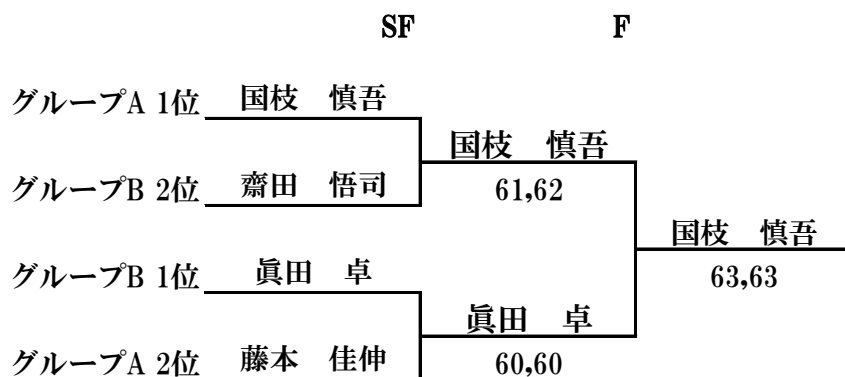 SF F
グループA 1位 国枝 慎吾
国枝 慎吾
グループB 2位 齋田 悟司 61,62
国枝 慎吾
グループB 1位 眞田 卓 63,63
眞田 卓
グループA 2位 藤本 佳伸 60,60